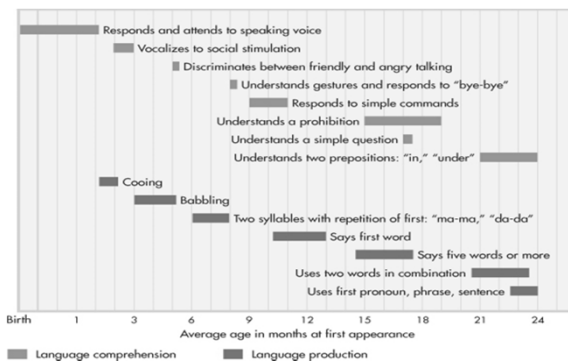 Responds and attends to speaking voice
Vocalizes to social stimulation
Discriminates between friendly and angry talking
Understands gestures and responds to “bye-bye”
Responds to simple commands
Understands a prohibition
Understands a simple question
Understands two prepositions: “in,” “under”
Cooing
Babbling
Two syllables with repetition of first: “ma-ma,” “da-da”
Says first word
Says five words or more
Uses two words in combination
Uses first pronoun, phrase, sentence
Birth 1 3 6 9 12 15 18 21 24
Average age in months at first appearance
Language comprehension Language production